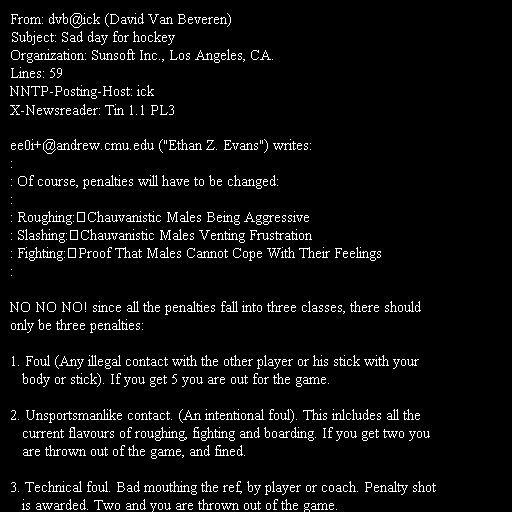 From: dvb@ick (David Van Beveren)
Subject: Sad day for hockey
Organization: Sunsoft Inc., Los Angeles, CA.
Lines: 59
NNTP-Posting-Host: ick
X-Newsreader: Tin 1.1 PL3

ee0i+@andrew.cmu.edu ("Ethan Z. Evans") writes:
:
: Of course, penalties will have to be changed:
:
: Roughing:▯Chauvanistic Males Being Aggressive
: Slashing:▯Chauvanistic Males Venting Frustration
: Fighting:▯Proof That Males Cannot Cope With Their Feelings
:

NO NO NO! since all the penalties fall into three classes, there should
only be three penalties:

1. Foul (Any illegal contact with the other player or his stick with your
body or stick). If you get 5 you are out for the game.

2. Unsportsmanlike contact. (An intentional foul). This inlcludes all the
current flavours of roughing, fighting and boarding. If you get two you
are thrown out of the game, and fined.

3. Technical foul. Bad mouthing the ref, by player or coach. Penalty shot
is awarded. Two and you are thrown out of the game.